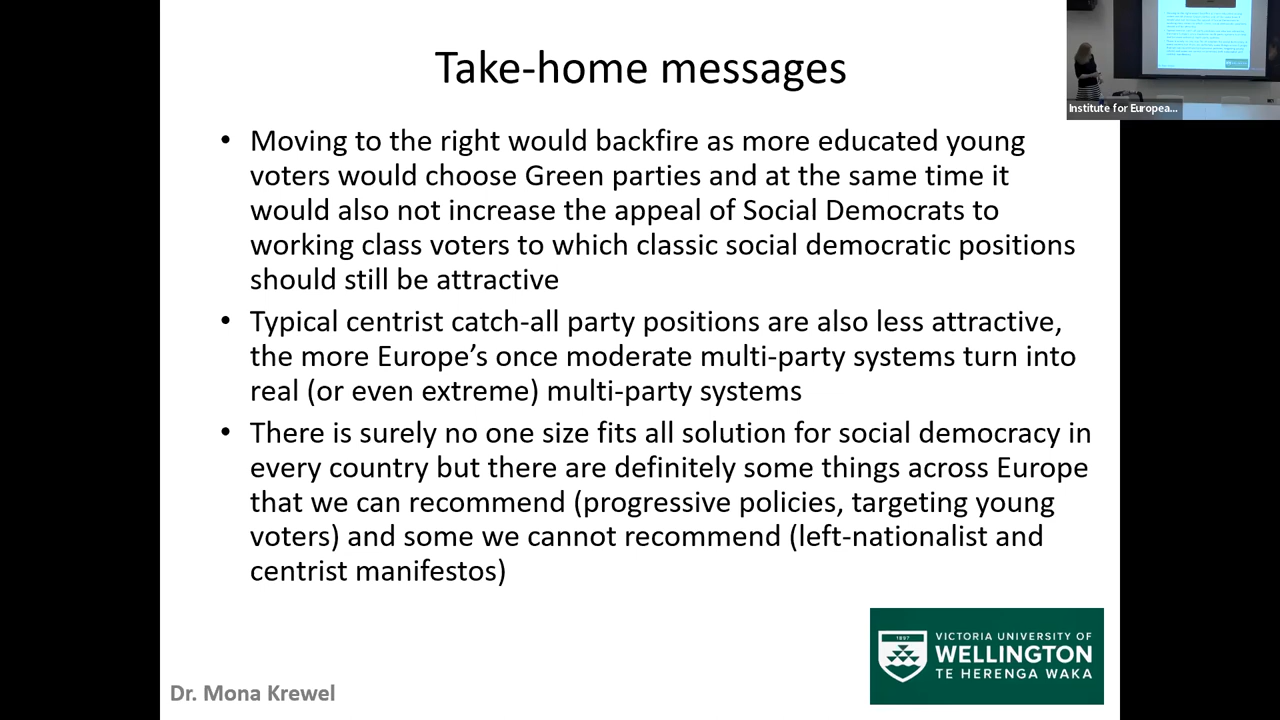 Take-home messages
Institute for Europea...
• Moving to the right would backfire as more educated young
voters would choose Green parties and at the same time it
would also not increase the appeal of Social Democrats to
working class voters to which classic social democratic positions
should still be attractive
• Typical centrist catch-all party positions are also less attractive,
the more Europe’s once moderate multi-party systems turn into
real (or even extreme) multi-party systems
• There is surely no one size fits all solution for social democracy in
every country but there are definitely some things across Europe
that we can recommend (progressive policies, targeting young
voters) and some we cannot recommend (left-nationalist and
centrist manifestos)
1897
VICTORIA UNIVERSITY OF
WELLINGTON
TE HERENGA WAKA
Dr. Mona Krewel